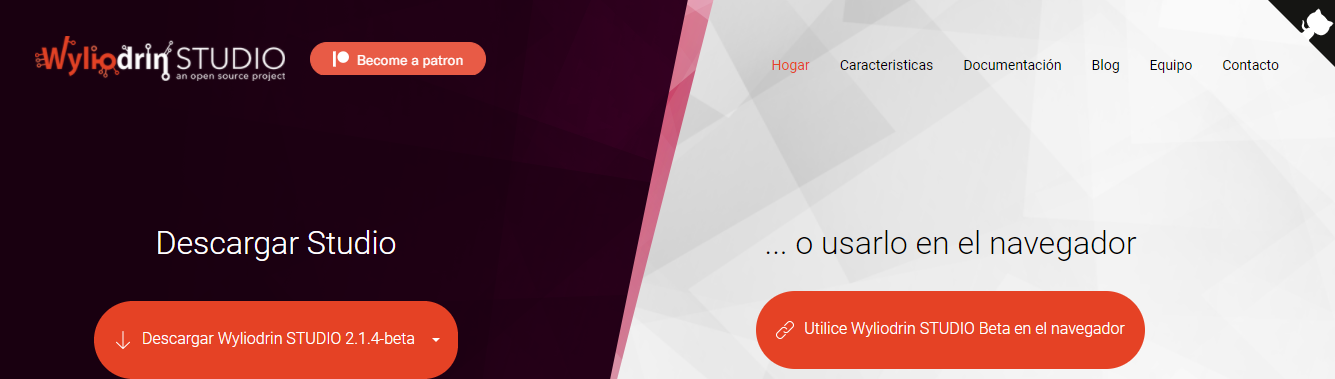 Wyliodrin STUDIO
an open source project
Become a patron
Hogar Caracteristicas Documentación Blog Equipo Contacto
Descargar Studio
... o usarlo en el navegador
Descargar Wyliodrin STUDIO 2.1.4-beta
Utilice Wyliodrin STUDIO Beta en el navegador